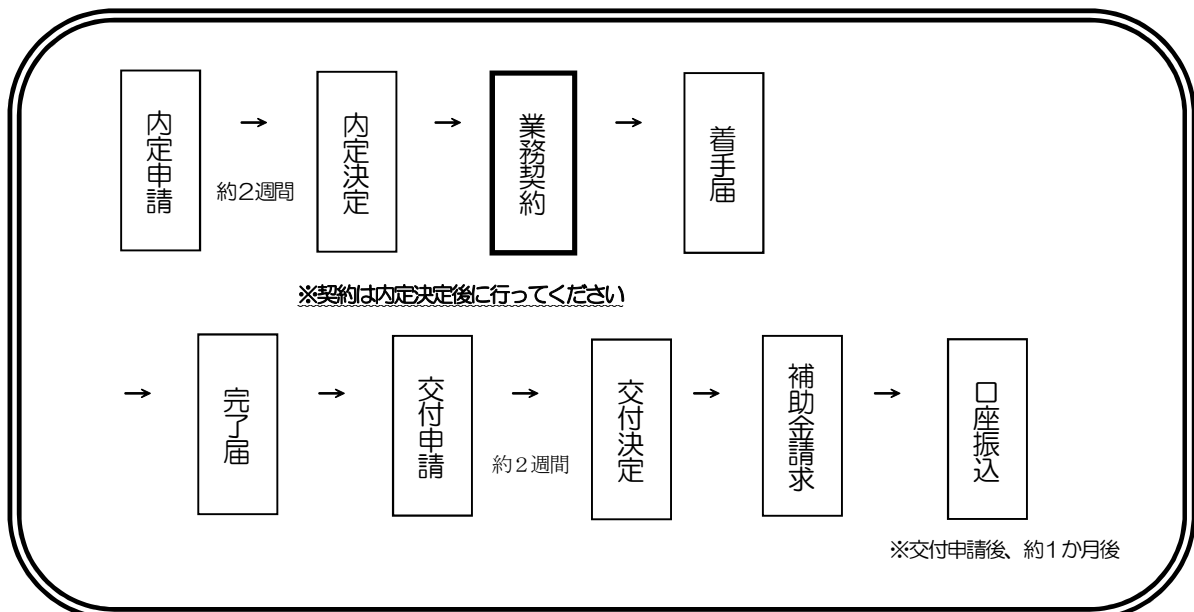 内定申請
→
約２週間
内定決定
→
業務契約
→
着手届
※契約は内定決定後に行ってください
→
完了届
→
交付申請
→
約２週間
交付決定
→
補助金請求
→
口座振込
※交付申請後、約１か月後